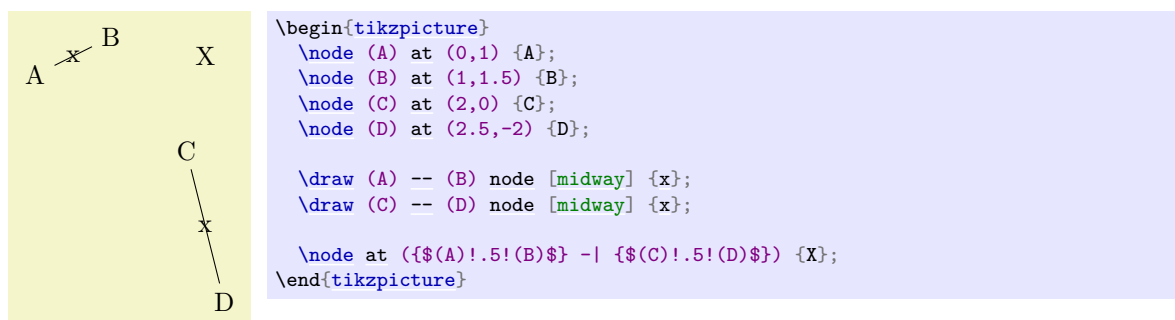 B
x
A
X
C
x
D
\begin{tikzpicture}
  \node (A) at (0,1) {A};
  \node (B) at (1,1.5) {B};
  \node (C) at (2,0) {C};
  \node (D) at (2.5,-2) {D};
  \draw (A) -- (B) node [midway] {x};
  \draw (C) -- (D) node [midway] {x};
  \node at ({$(A)!.5!(B)$} -| {$(C)!.5!(D)$}) {X};
\end{tikzpicture}